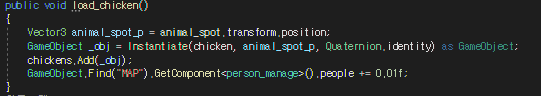 public void load_chicken()
{
Vector3 animal_spot_p = animal_spot.transform.position;
GameObject _obj = Instantiate(chicken, animal_spot_p, Quaternion.identity) as GameObject;
chickens.Add(_obj);
GameObject.Find("MAP").GetComponent<person_manage>().people += 0.01f;
}